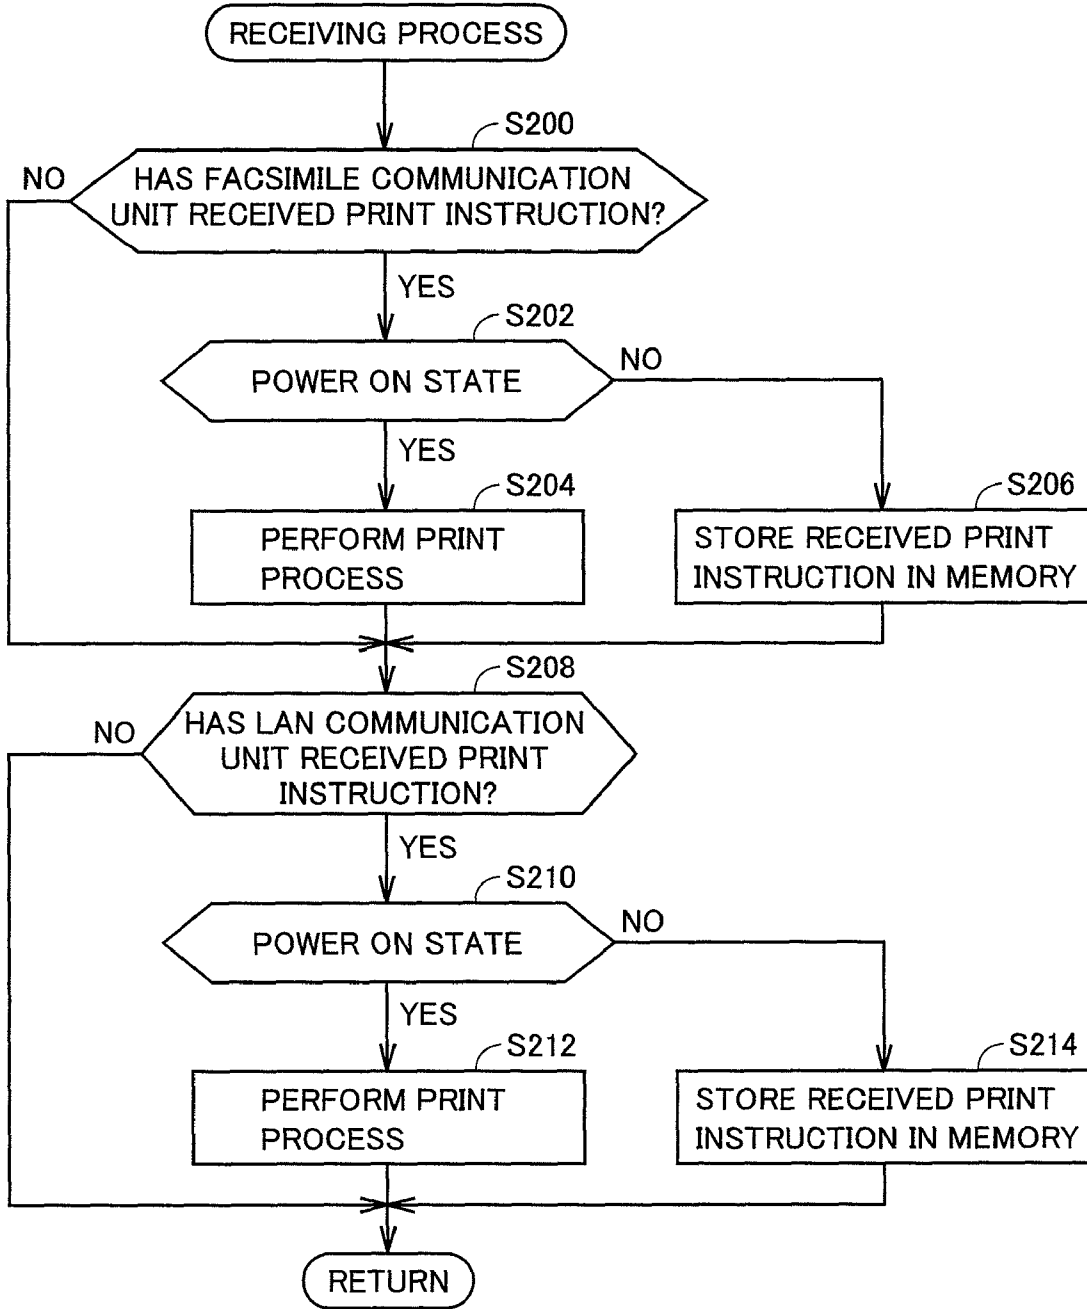 RECEIVING PROCESS
S200
NO
HAS FACSIMILE COMMUNICATION
UNIT RECEIVED PRINT INSTRUCTION?
YES
S202
POWER ON STATE
NO
YES
S204
PERFORM PRINT
PROCESS
S206
STORE RECEIVED PRINT
INSTRUCTION IN MEMORY
S208
NO
HAS LAN COMMUNICATION
UNIT RECEIVED PRINT
INSTRUCTION?
YES
S210
POWER ON STATE
NO
YES
S212
PERFORM PRINT
PROCESS
S214
STORE RECEIVED PRINT
INSTRUCTION IN MEMORY
RETURN